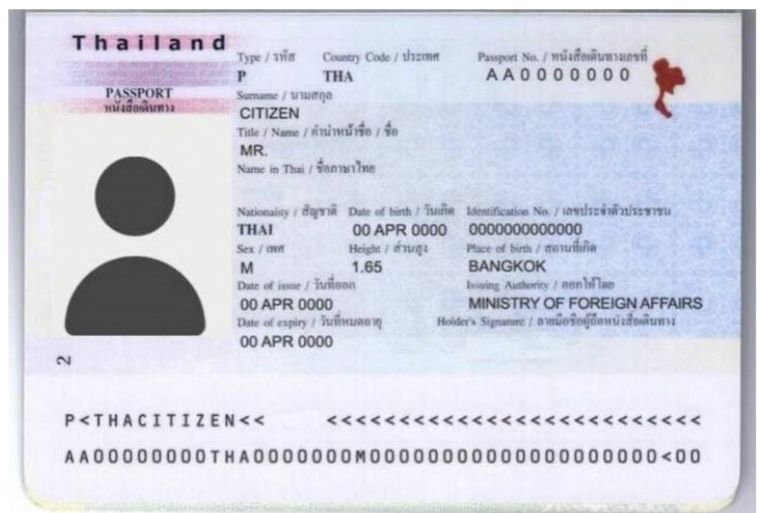 Thailand
PASSPORT
หนังสือเดินทาง
Type / รหัส Country Code / ประเทศ Passport No. / หนังสือเดินทางเลขที่
P THA AA0000000
Surname / นามสกุล
CITIZEN
Title / Name / คำนำหน้าชื่อ / ชื่อ
MR.
Name in Thai / ชื่อภาษาไทย
Nationality / สัญชาติ Date of birth / วันเกิด Identification No. / เลขประจำตัวประชาชน
THAI 00 APR 0000 0000000000000
Sex / เพศ Height / ส่วนสูง Place of birth / สถานที่เกิด
M 1.65 BANGKOK
Date of issue / วันที่ออก Issuing Authority / ออกให้โดย
00 APR 0000 MINISTRY OF FOREIGN AFFAIRS
Date of expiry / วันที่หมดอายุ Holder's Signature / ลายมือชื่อผู้ถือหนังสือเดินทาง
00 APR 0000
2
P<THACITIZEN<< <<<<<<<<<<<<<<<<<<<<<<<<<<
AA00000000THA0000000M00000000000000000000000<00